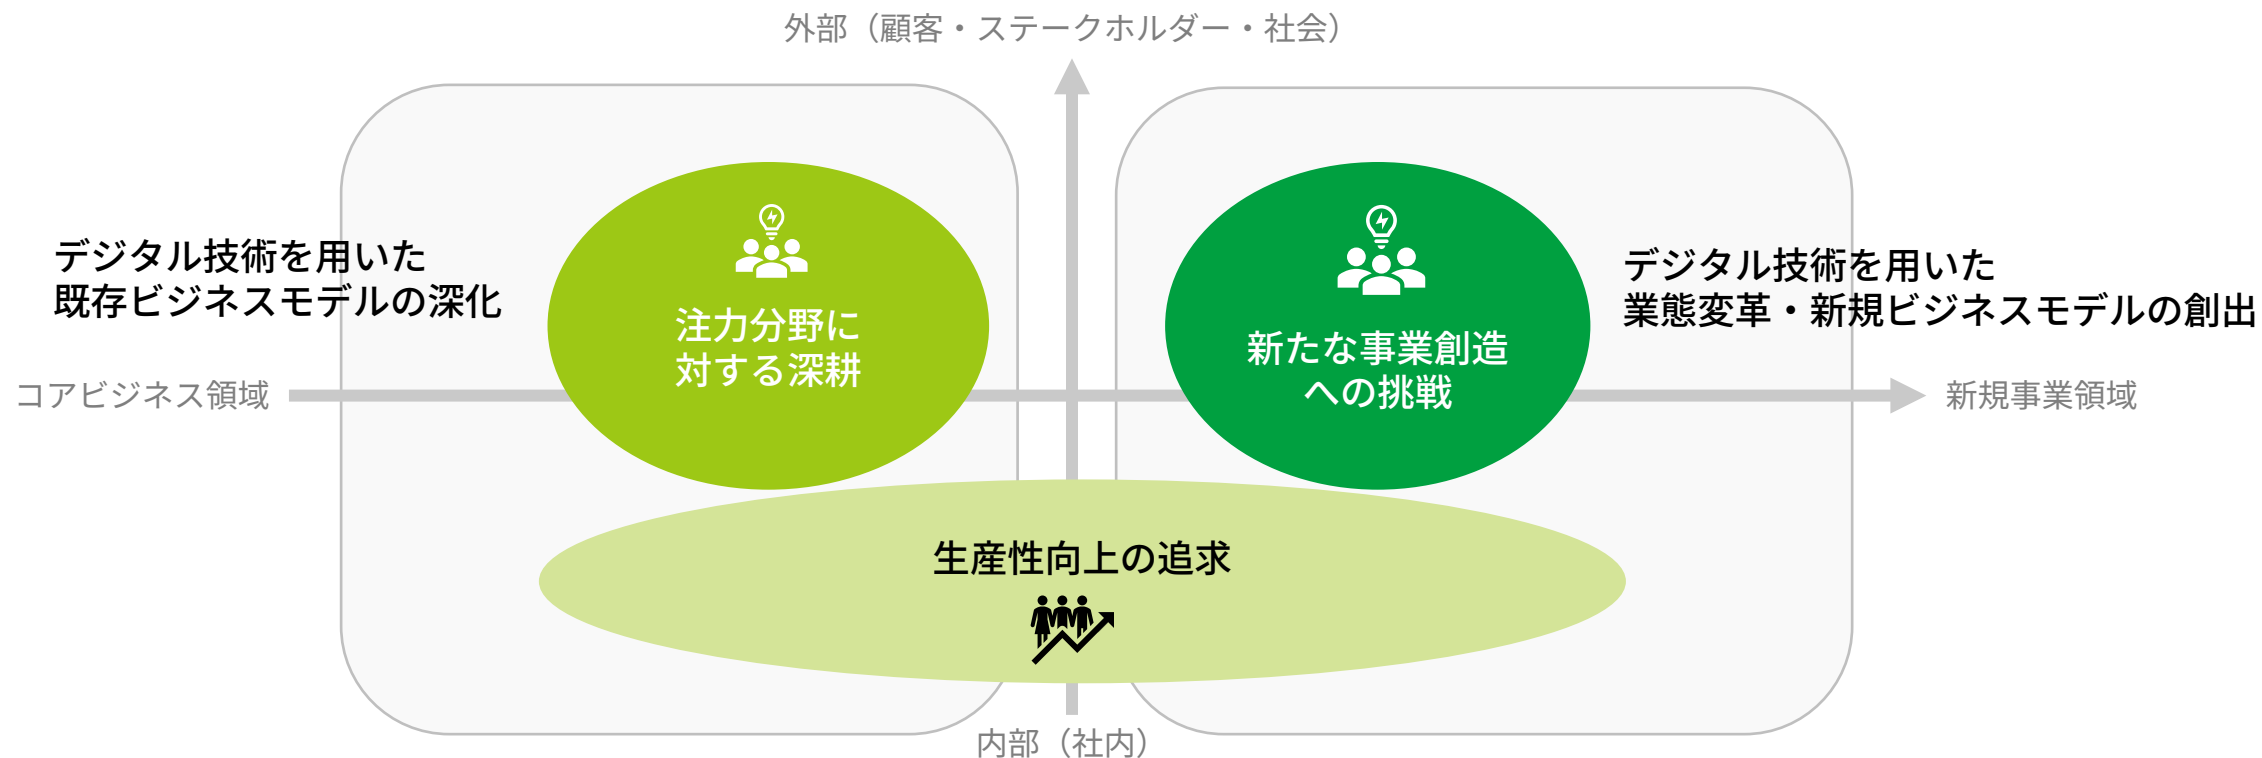 外部（顧客・ステークホルダー・社会）
デジタル技術を用いた
既存ビジネスモデルの深化
注力分野に
対する深耕
新たな事業創造
への挑戦
デジタル技術を用いた
業態変革・新規ビジネスモデルの創出
コアビジネス領域
新規事業領域
生産性向上の追求
内部（社内）